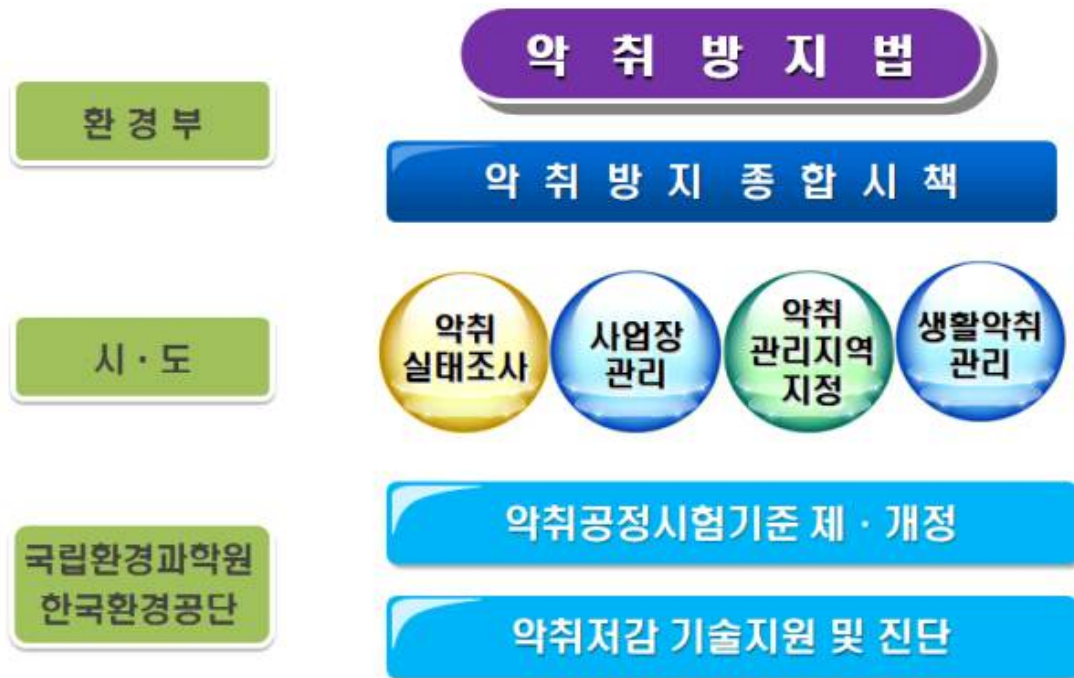 악 취 방 지 법
환 경 부
악 취 방 지 종 합 시 책
시 · 도
악취
실태조사
사업장
관리
악취
관리지역
지정
생활악취
관리
국립환경과학원
한국환경공단
악취공정시험기준 제 · 개정
악취저감 기술지원 및 진단